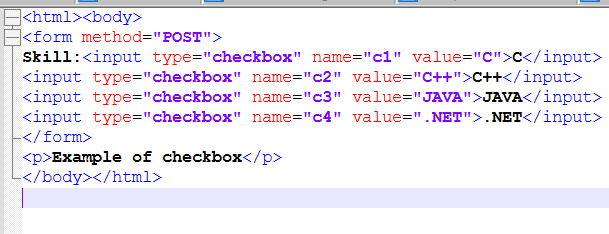 <html><body>
<form method="POST">
Skill:<input type="checkbox" name="c1" value="C">C</input>
<input type="checkbox" name="c2" value="C++">C++</input>
<input type="checkbox" name="c3" value="JAVA">JAVA</input>
<input type="checkbox" name="c4" value=".NET">.NET</input>
</form>
<p>Example of checkbox</p>
</body></html>